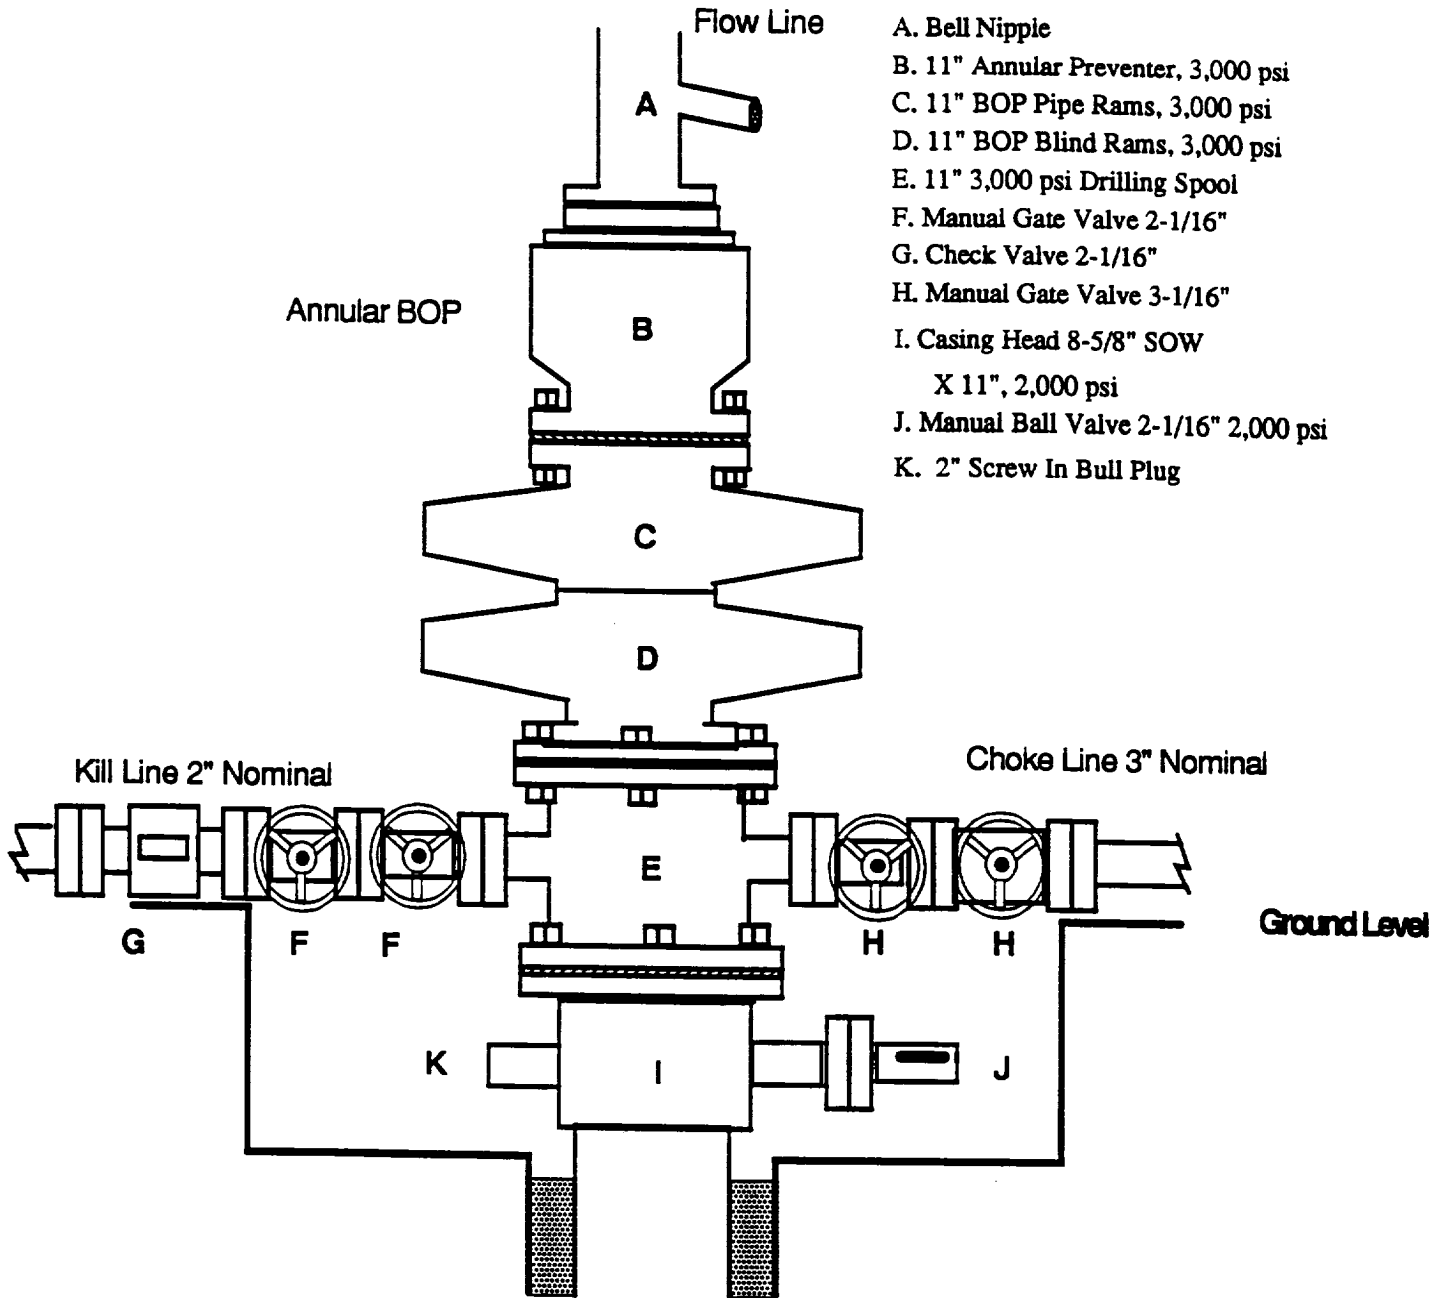 Flow Line
A. Bell Nipple
B. 11" Annular Preventer, 3,000 psi
C. 11" BOP Pipe Rams, 3,000 psi
D. 11" BOP Blind Rams, 3,000 psi
E. 11" 3,000 psi Drilling Spool
F. Manual Gate Valve 2-1/16"
G. Check Valve 2-1/16"
H. Manual Gate Valve 3-1/16"
I. Casing Head 8-5/8" SOW
X 11", 2,000 psi
J. Manual Ball Valve 2-1/16" 2,000 psi
K. 2" Screw In Bull Plug
A
Annular BOP
B
C
D
Kill Line 2" Nominal
Choke Line 3" Nominal
E
G
F
F
H
H
Ground Level
K
I
J